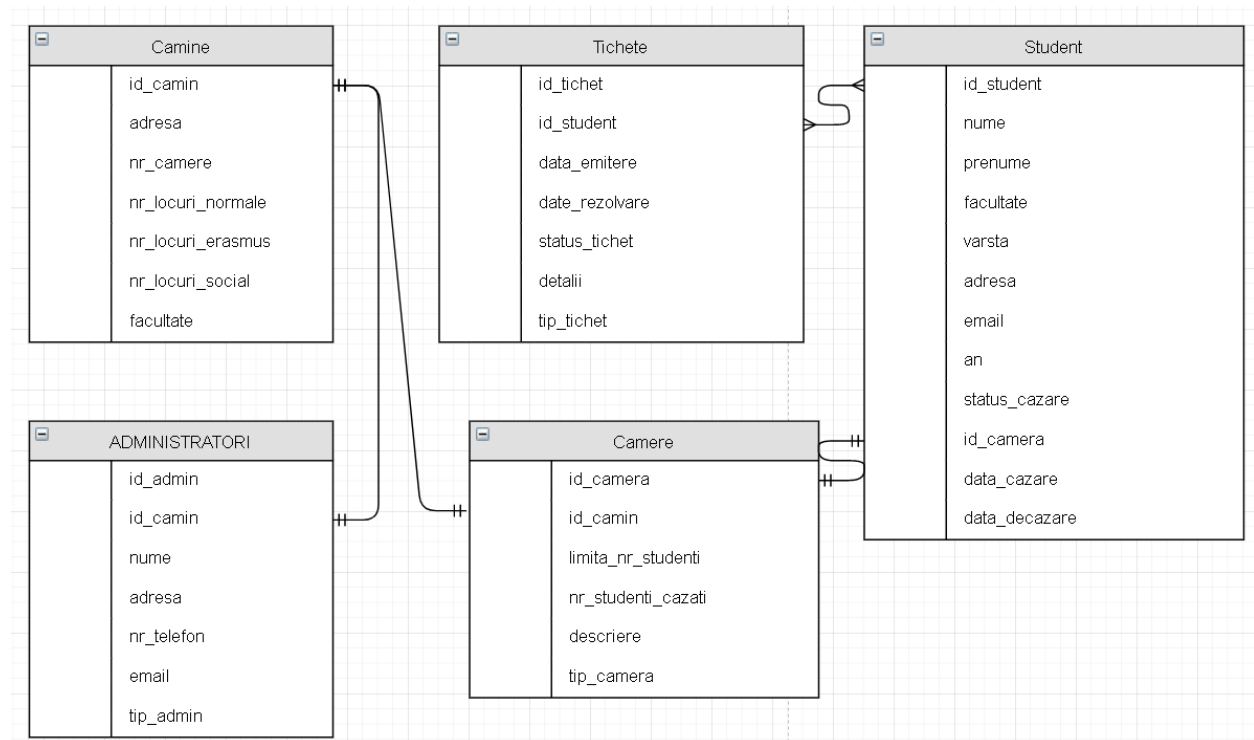 Camine
id_camin
adresa
nr_camere
nr_locuri_normale
nr_locuri_erasmus
nr_locuri_social
facultate
Tichete
id_tichet
id_student
data_emitere
date_rezolvare
status_tichet
detalii
tip_tichet
Student
id_student
nume
prenume
facultate
varsta
adresa
email
an
status_cazare
id_camera
data_cazare
data_decazare
ADMINISTRATORI
id_admin
id_camin
nume
adresa
nr_telefon
email
tip_admin
Camere
id_camera
id_camin
limita_nr_studenti
nr_studenti_cazati
descriere
tip_camera